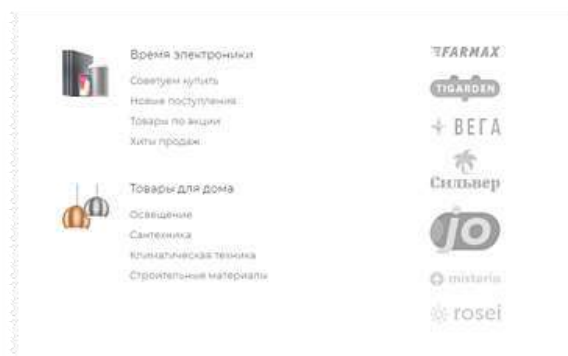 Время электроники
Советуем купить
Новые поступления
Товары по акции
Хиты продаж
Товары для дома
Освещение
Сантехника
Климатическая техника
Строительные материалы
FARMAX
TIGARDEN
ВЕГА
Сильвер
jo
misteria
rosei